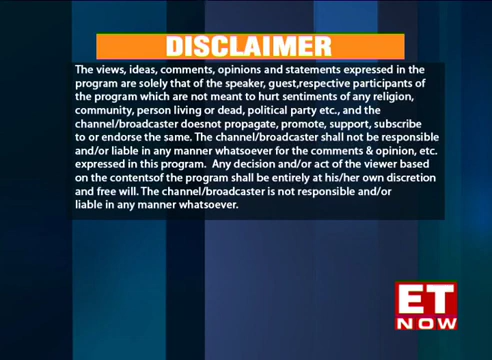 DISCLAIMER
The views, ideas, comments, opinions and statements expressed in the
program are solely that of the speaker, guest,respective participants of
the program which are not meant to hurt sentiments of any religion,
community, person living or dead, political party etc., and the
channel/broadcaster doesnot propagate, promote, support, subscribe
to or endorse the same. The channel/broadcaster shall not be responsible
and/or liable in any manner whatsoever for the comments & opinion, etc.
expressed in this program.  Any decision and/or act of the viewer based
on the contentsof the program shall be entirely at his/her own discretion
and free will. The channel/broadcaster is not responsible and/or
liable in any manner whatsoever.
ET
NOW